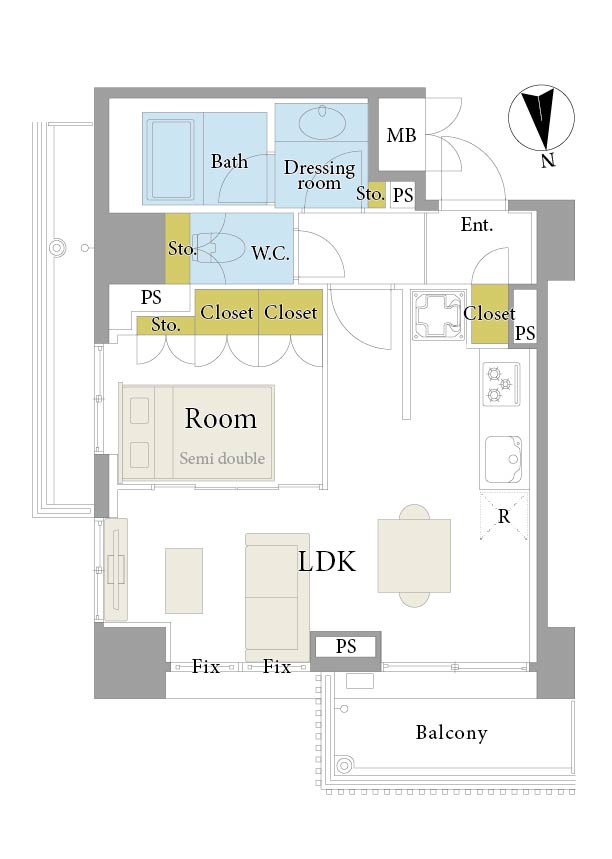 MB
N
Bath
Dressing
room
Sto.
PS
Ent.
Sto.
W.C.
PS
Closet
Closet
Closet
Sto.
PS
Room
Semi double
R
LDK
PS
Fix
Fix
Balcony